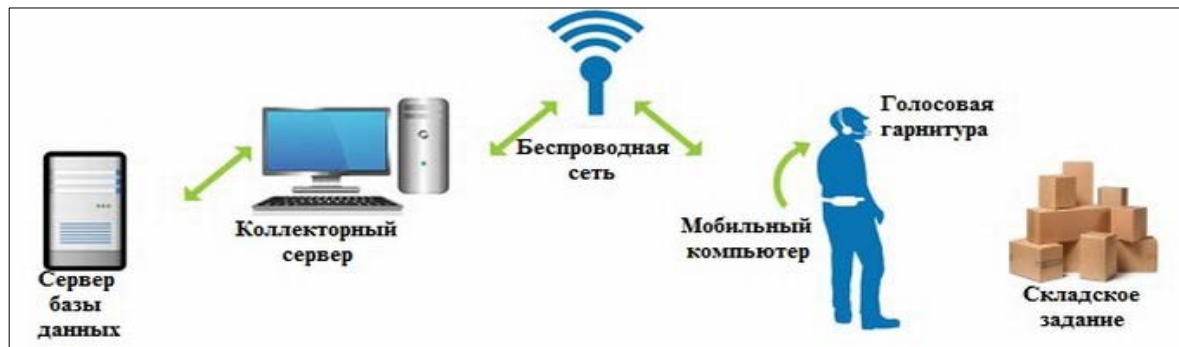 Сервер
базы
данных
Коллекторный
сервер
Беспроводная
сеть
Мобильный
компьютер
Голосовая
гарнитура
Складское
задание